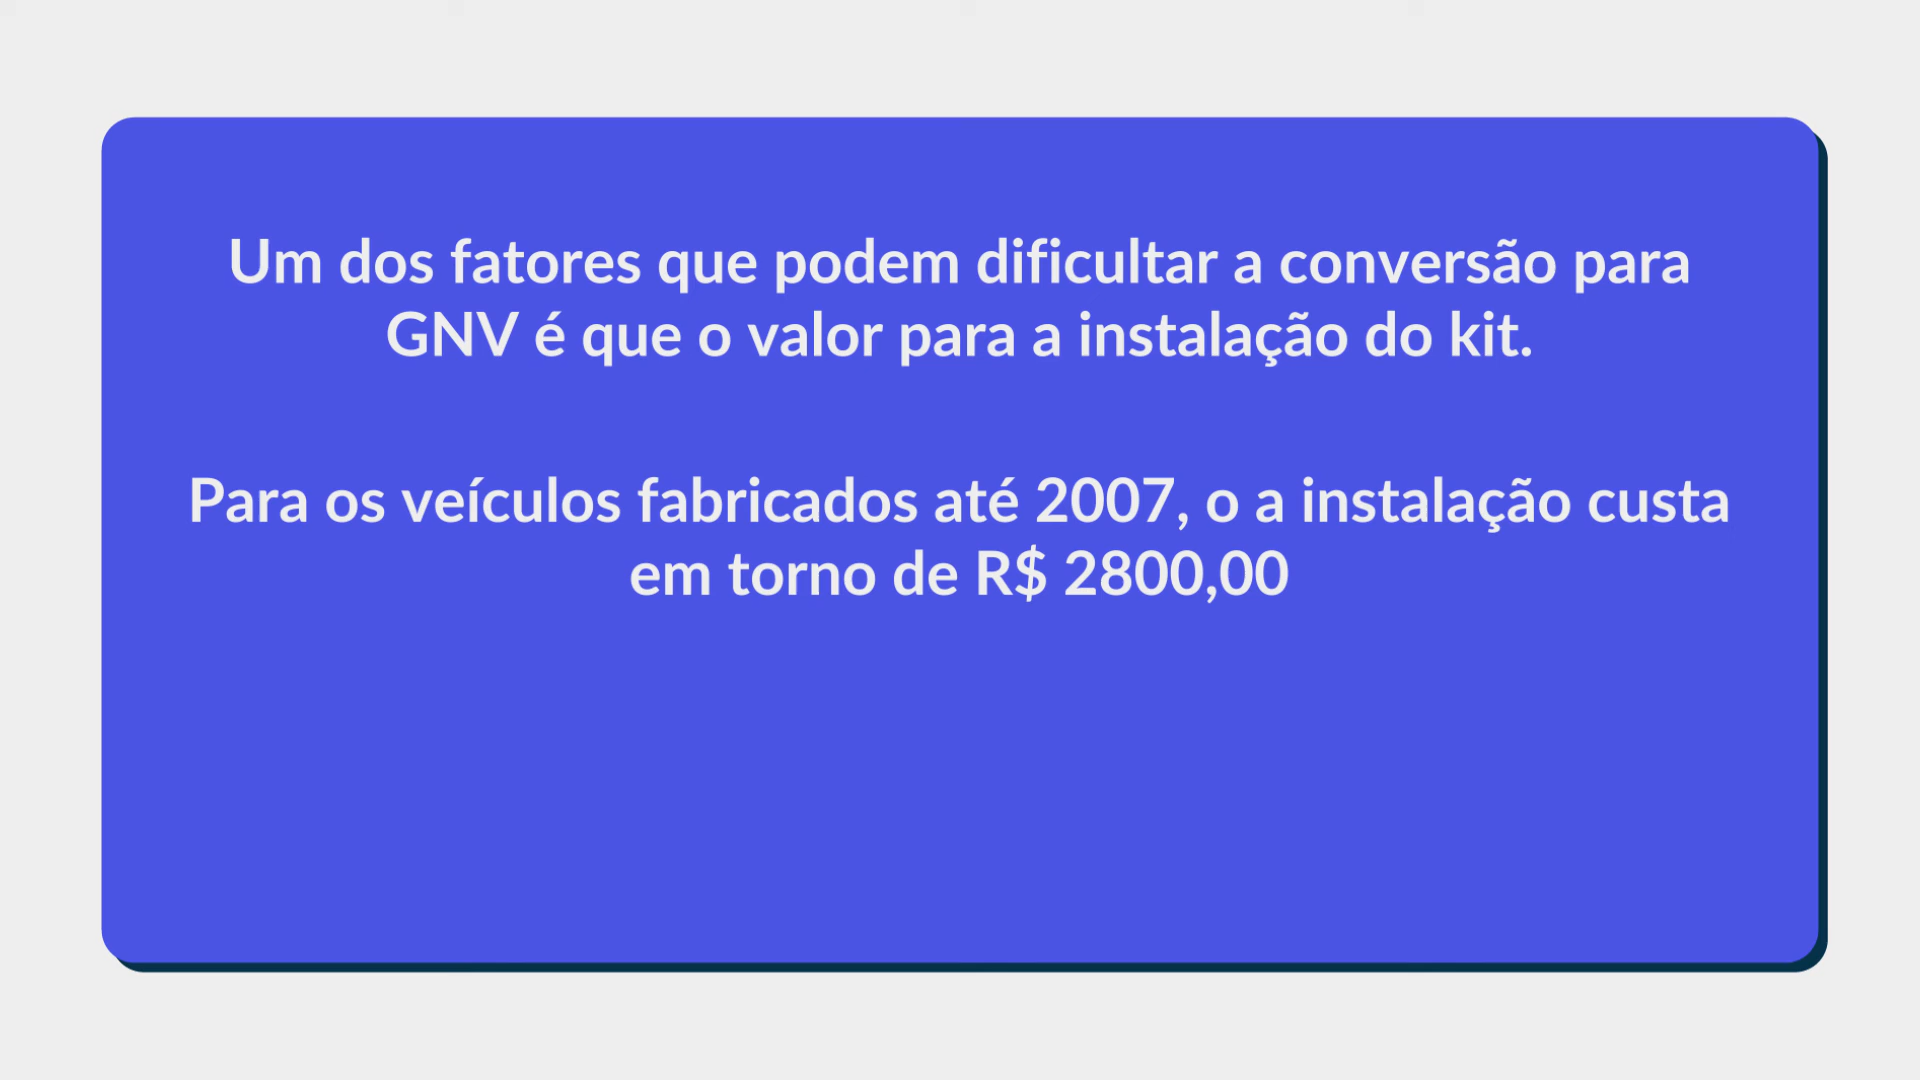 Um dos fatores que podem dificultar a conversão para
GNV é que o valor para a instalação do kit.
Para os veículos fabricados até 2007, o a instalação custa
em torno de R$ 2800,00